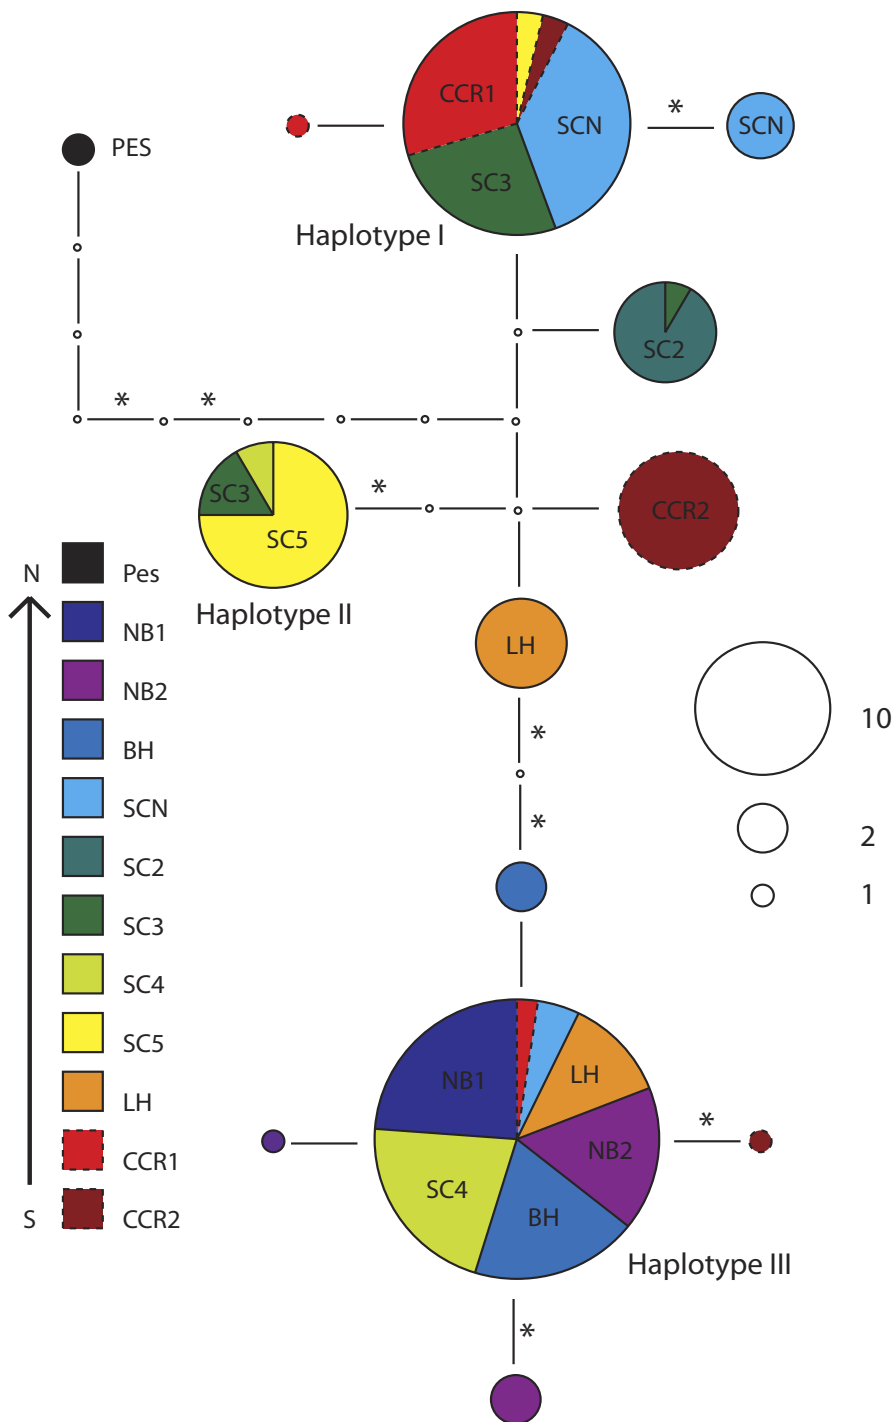 CCR1
SCN
SC3
* SCN
PES
Haplotype I
SC2
* *
*
SC3
SC5
CCR2
Haplotype II
LH
*
*
10
2
1
N
S
Pes
NB1
NB2
BH
SCN
SC2
SC3
SC4
SC5
LH
CCR1
CCR2
NB1
LH
NB2
BH
SC4
*
Haplotype III
*